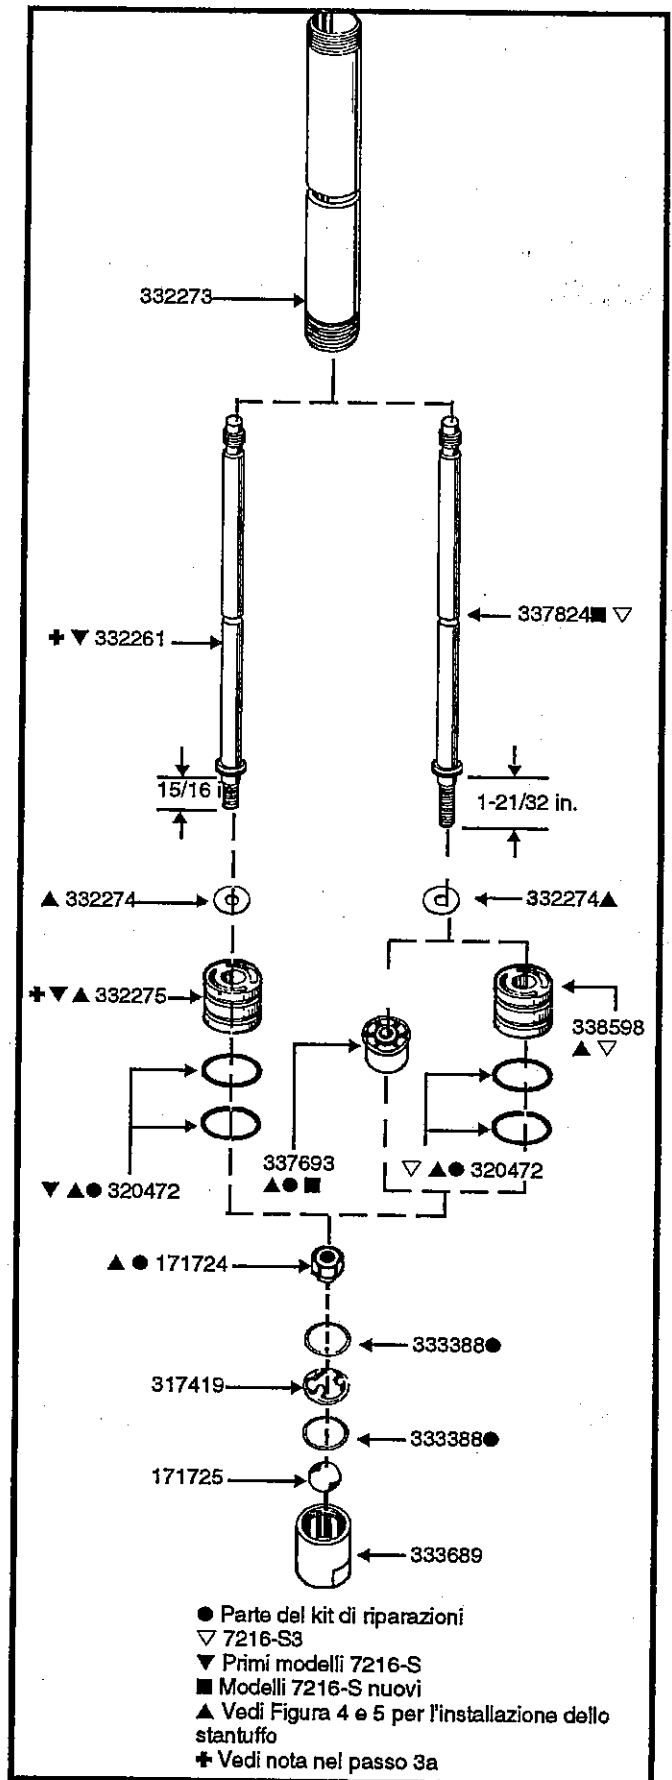 332273
✚ ▼ 332261
337824■ ▽
15/16 i
1-21/32 in.
▲ 332274
332274▲
✚▼▲ 332275
338598
▲ ▽
337693
▲●■
▼ ▲● 320472
▽ ▲● 320472
▲ ● 171724
333388●
317419
333388●
171725
333689
● Parte del kit di riparazioni
▽ 7216-S3
▼ Primi modelli 7216-S
■ Modelli 7216-S nuovi
▲ Vedi Figura 4 e 5 per l'installazione dello
stantuffo
✚ Vedi nota nel passo 3a